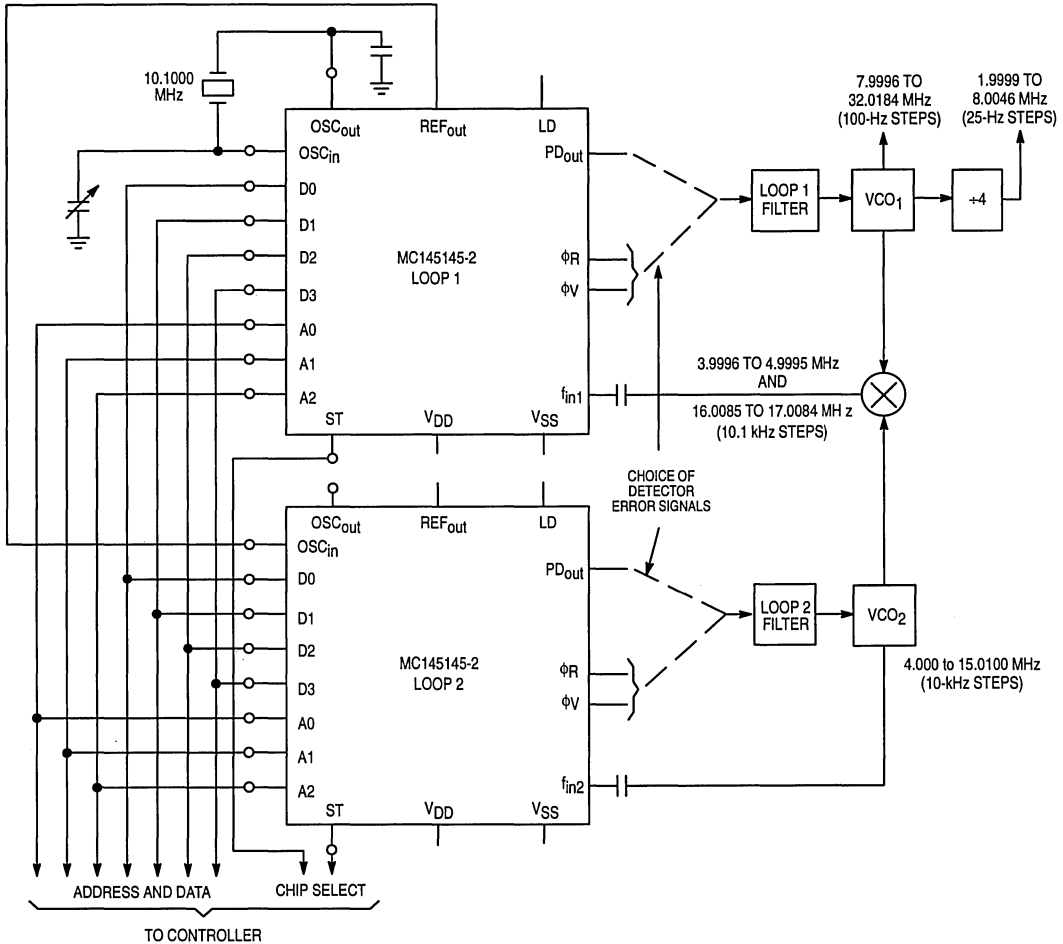 10.1000
MHz
OSCout
REFout
LD
OSCin
D0
D1
D2
D3
A0
A1
A2
ST
VDD
VSS
MC145145-2
LOOP 1
PDout
ϕR
ϕV
fin1
LOOP 1
FILTER
VCO1
÷4
7.9996 TO
32.0184 MHz
(100-Hz STEPS)
1.9999 TO
8.0046 MHz
(25-Hz STEPS)
3.9996 TO 4.9995 MHz
AND
16.0085 TO 17.0084 MH z
(10.1 kHz STEPS)
CHOICE OF
DETECTOR
ERROR SIGNALS
OSCout
REFout
LD
OSCin
D0
D1
D2
D3
A0
A1
A2
ST
VDD
VSS
MC145145-2
LOOP 2
PDout
ϕR
ϕV
fin2
LOOP 2
FILTER
VCO2
4.000 to 15.0100 MHz
(10-kHz STEPS)
ADDRESS AND DATA
CHIP SELECT
TO CONTROLLER